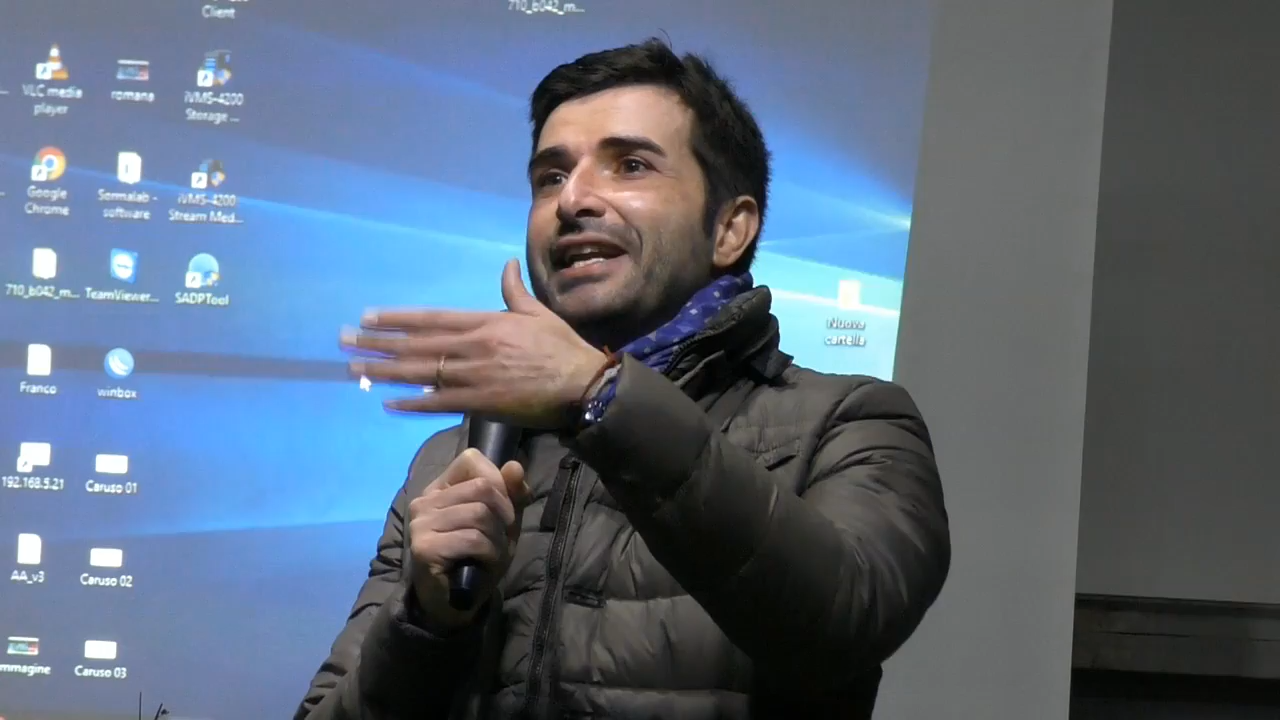 Client
710_b042_m...
VLC media
player
romana
iVMS-4200
Storage ...
Google
Chrome
Sormalab -
software
iVMS-4200
Stream Med...
710_b042_m...
TeamViewer...
SADPTool
Nuova
cartella
Franco
winbox
192.168.5.21
Caruso 01
AA_v3
Caruso 02
mmagine
Caruso 03